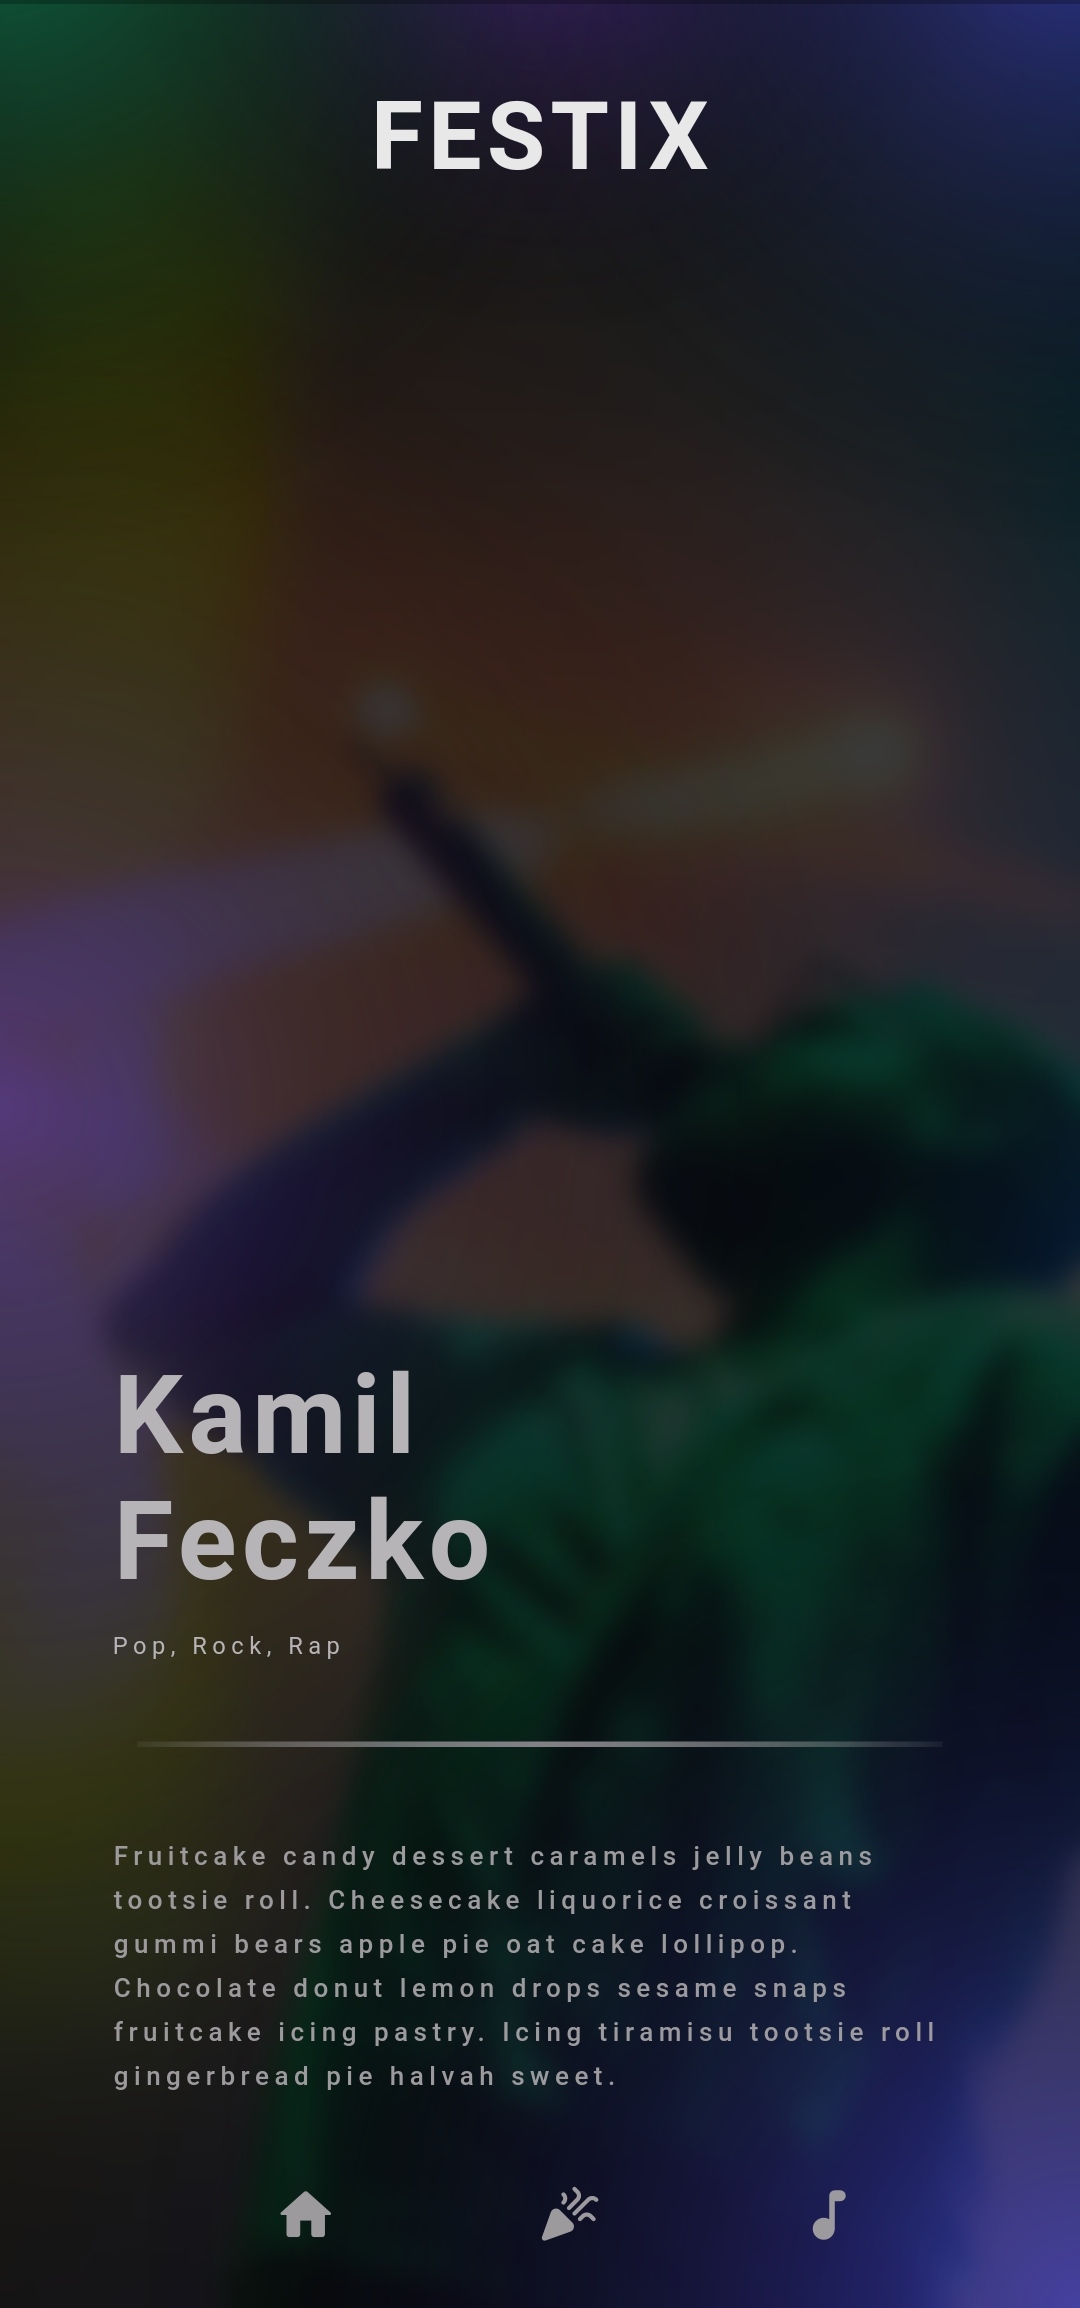 FESTIX
Kamil
Feczko
Pop, Rock, Rap
Fruitcake candy dessert caramels jelly beans
tootsie roll. Cheesecake liquorice croissant
gummi bears apple pie oat cake lollipop.
Chocolate donut lemon drops sesame snaps
fruitcake icing pastry. Icing tiramisu tootsie roll
gingerbread pie halvah sweet.